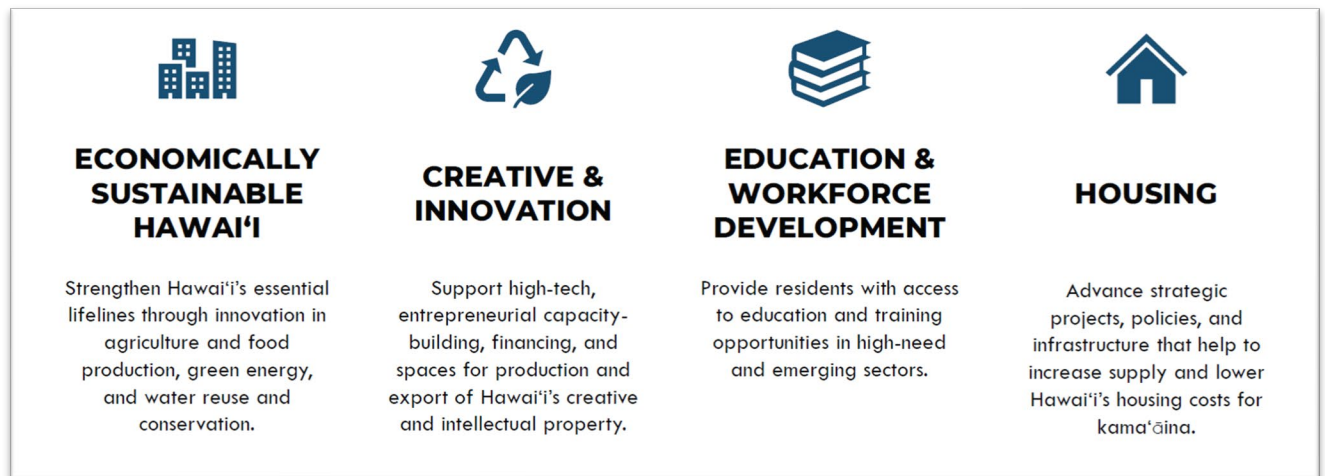 ECONOMICALLY
SUSTAINABLE
HAWAIʻI
Strengthen Hawaiʻi’s essential
lifelines through innovation in
agriculture and food
production, green energy,
and water reuse and
conservation.
CREATIVE &
INNOVATION
Support high-tech,
entrepreneurial capacity-
building, financing, and
spaces for production and
export of Hawaiʻi’s creative
and intellectual property.
EDUCATION &
WORKFORCE
DEVELOPMENT
Provide residents with access
to education and training
opportunities in high-need
and emerging sectors.
HOUSING
Advance strategic
projects, policies, and
infrastructure that help to
increase supply and lower
Hawaiʻi’s housing costs for
kamaʻāina.